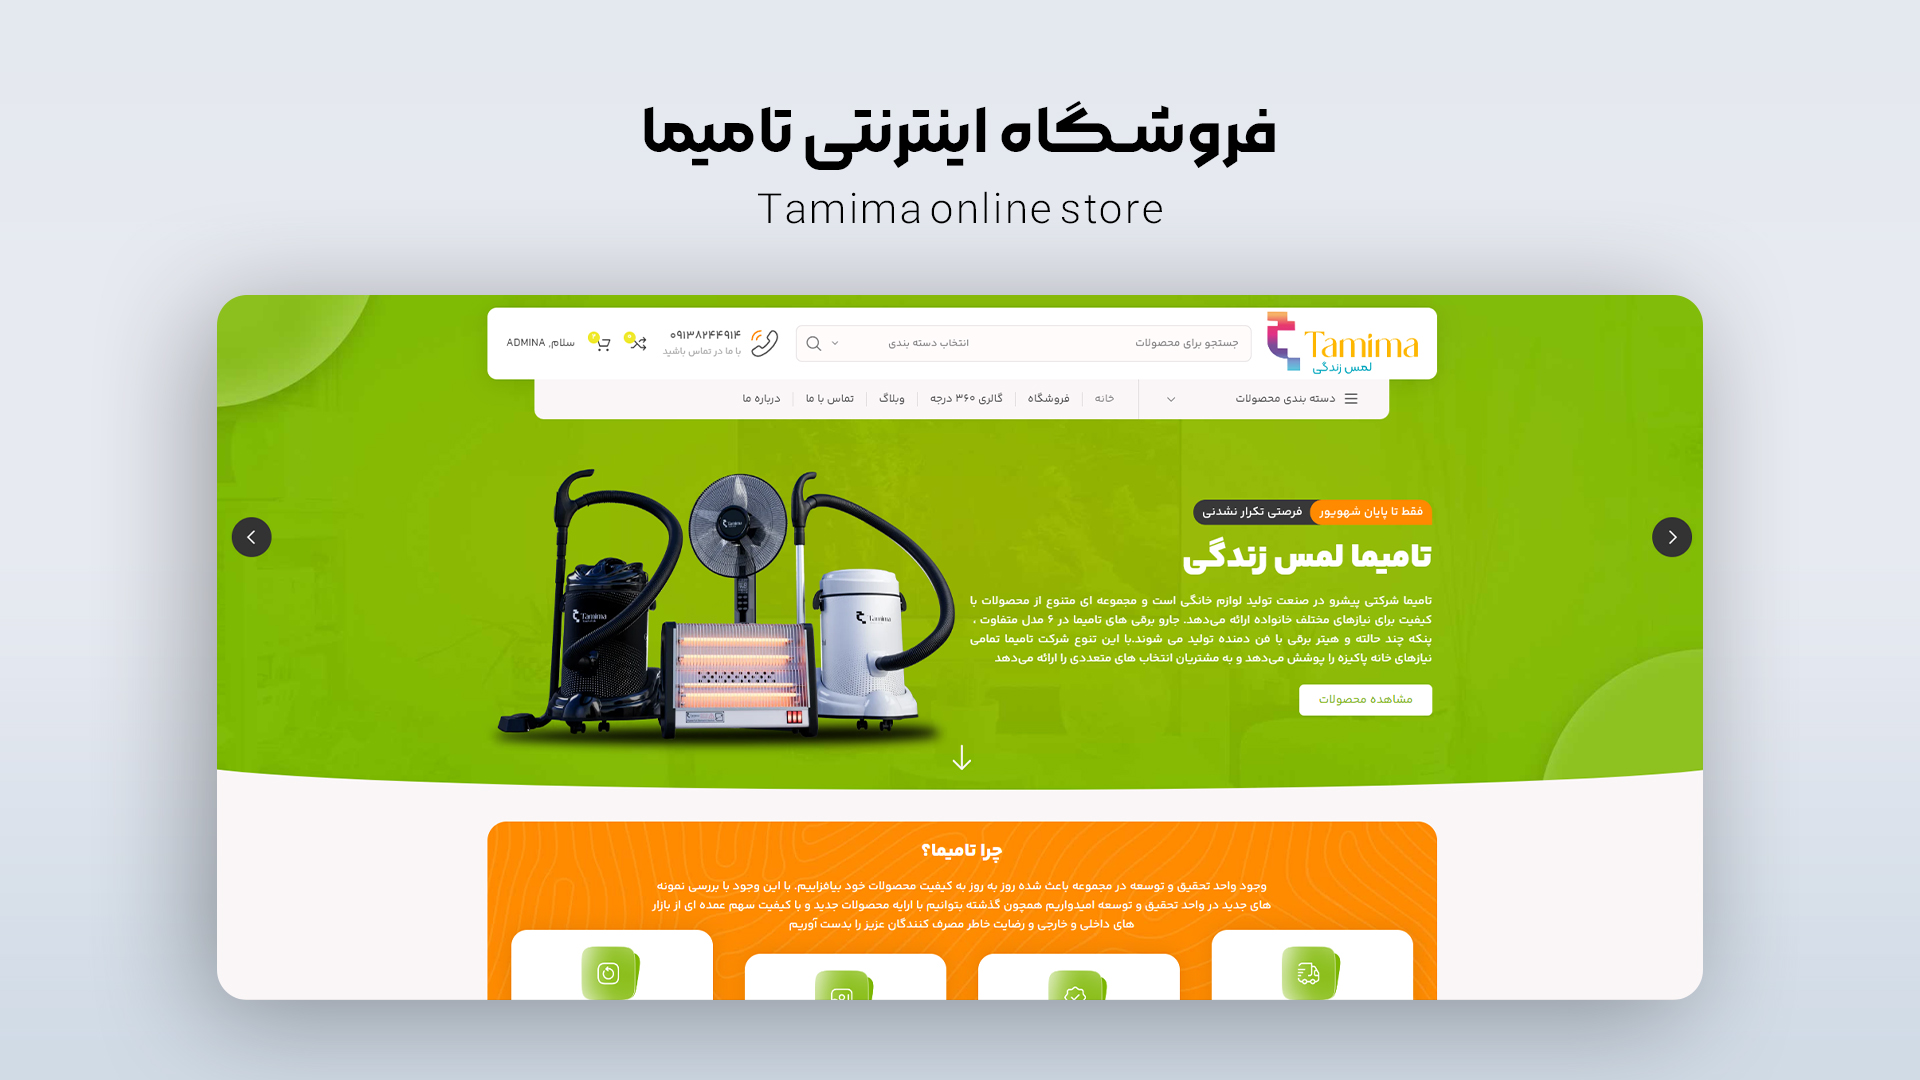 فروشگاه اینترنتی تامیما
Tamima online store
Tamima
لمس زندگی
جستجو برای محصولات
انتخاب دسته بندی
۰۹۱۳۸۲۴۴۹۱۴
با ما در تماس باشید
۰
۲
سلام, ADMINA
دسته بندی محصولات
خانه
فروشگاه
گالری ۳۶۰ درجه
وبلاگ
تماس با ما
درباره ما
فقط تا پایان شهویور
فرصتی تکرار نشدنی
تامیما لمس زندگی
تامیما شرکتی پیشرو در صنعت تولید لوازم خانگی است و مجموعه ای متنوع از محصولات با
کیفیت برای نیازهای مختلف خانواده ارائه می‌دهد. جارو برقی های تامیما در ۶ مدل متفاوت ،
پنکه چند حالته و هیتر برقی با فن دمنده تولید می شوند.با این تنوع شرکت تامیما تمامی
نیازهای خانه پاکیزه را پوشش می‌دهد و به مشتریان انتخاب های متعددی را ارائه می‌دهد
مشاهده محصولات
Tamima
Tamima
چرا تامیما؟
وجود واحد تحقیق و توسعه در مجموعه باعث شده روز به روز به کیفیت محصولات خود بیافزاییم. با این وجود با بررسی نمونه
های جدید در واحد تحقیق و توسعه امیدواریم همچون گذشته بتوانیم با ارایه محصولات جدید و با کیفیت سهم عمده ای از بازار
های داخلی و خارجی و رضایت خاطر مصرف کنندگان عزیز را بدست آوریم